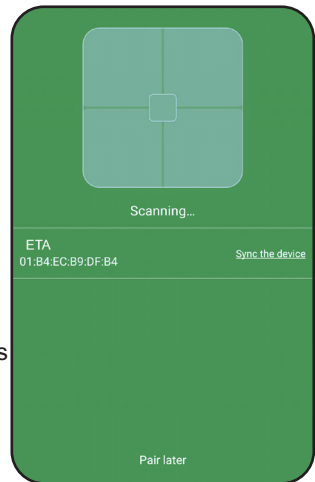 Scanning...
ETA
01:B4:EC:B9:DF:B4
Sync the device
s
Pair later